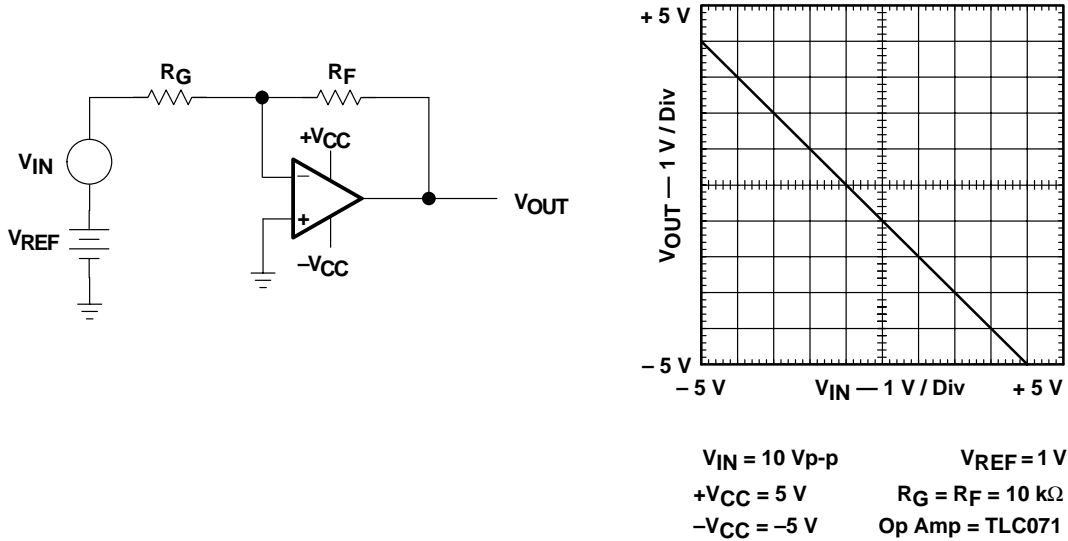 RG
RF
VIN
+VCC
–
+
VOUT
VREF
–VCC
+ 5 V
VOUT — 1 V / Div
– 5 V
– 5 V
VIN — 1 V / Div
+ 5 V
VIN = 10 Vp-p
VREF = 1 V
+VCC = 5 V
RG = RF = 10 kΩ
–VCC = –5 V
Op Amp = TLC071